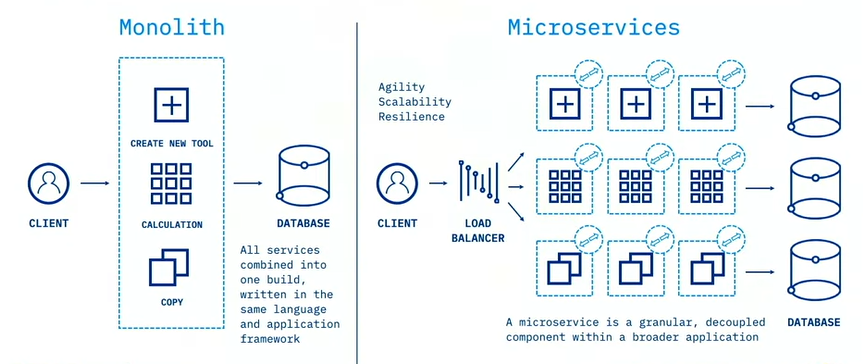 Monolith
CREATE NEW TOOL
CLIENT
CALCULATION
DATABASE
COPY
All services
combined into
one build,
written in the
same language
and application
framework
Microservices
Agility
Scalability
Resilience
CLIENT
LOAD
BALANCER
DATABASE
A microservice is a granular, decoupled
component within a broader application